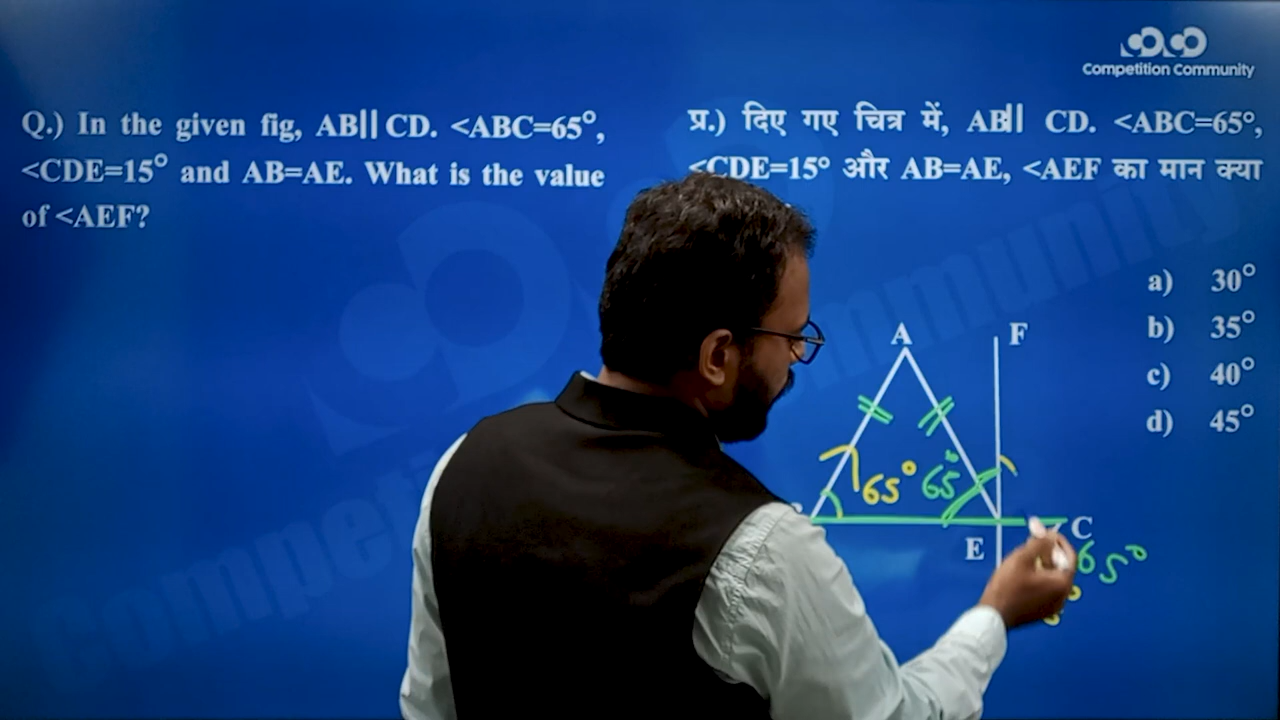 Competition Community
Q.) In the given fig, AB|| CD. <ABC=65°,
<CDE=15° and AB=AE. What is the value
of <AEF?
प्र.) दिए गए चित्र में, AB|| CD. <ABC=65°,
<CDE=15° और AB=AE, <AEF का मान क्या
a) 30°
b) 35°
c) 40°
d) 45°
A
F
65°
65°
C
E
65°